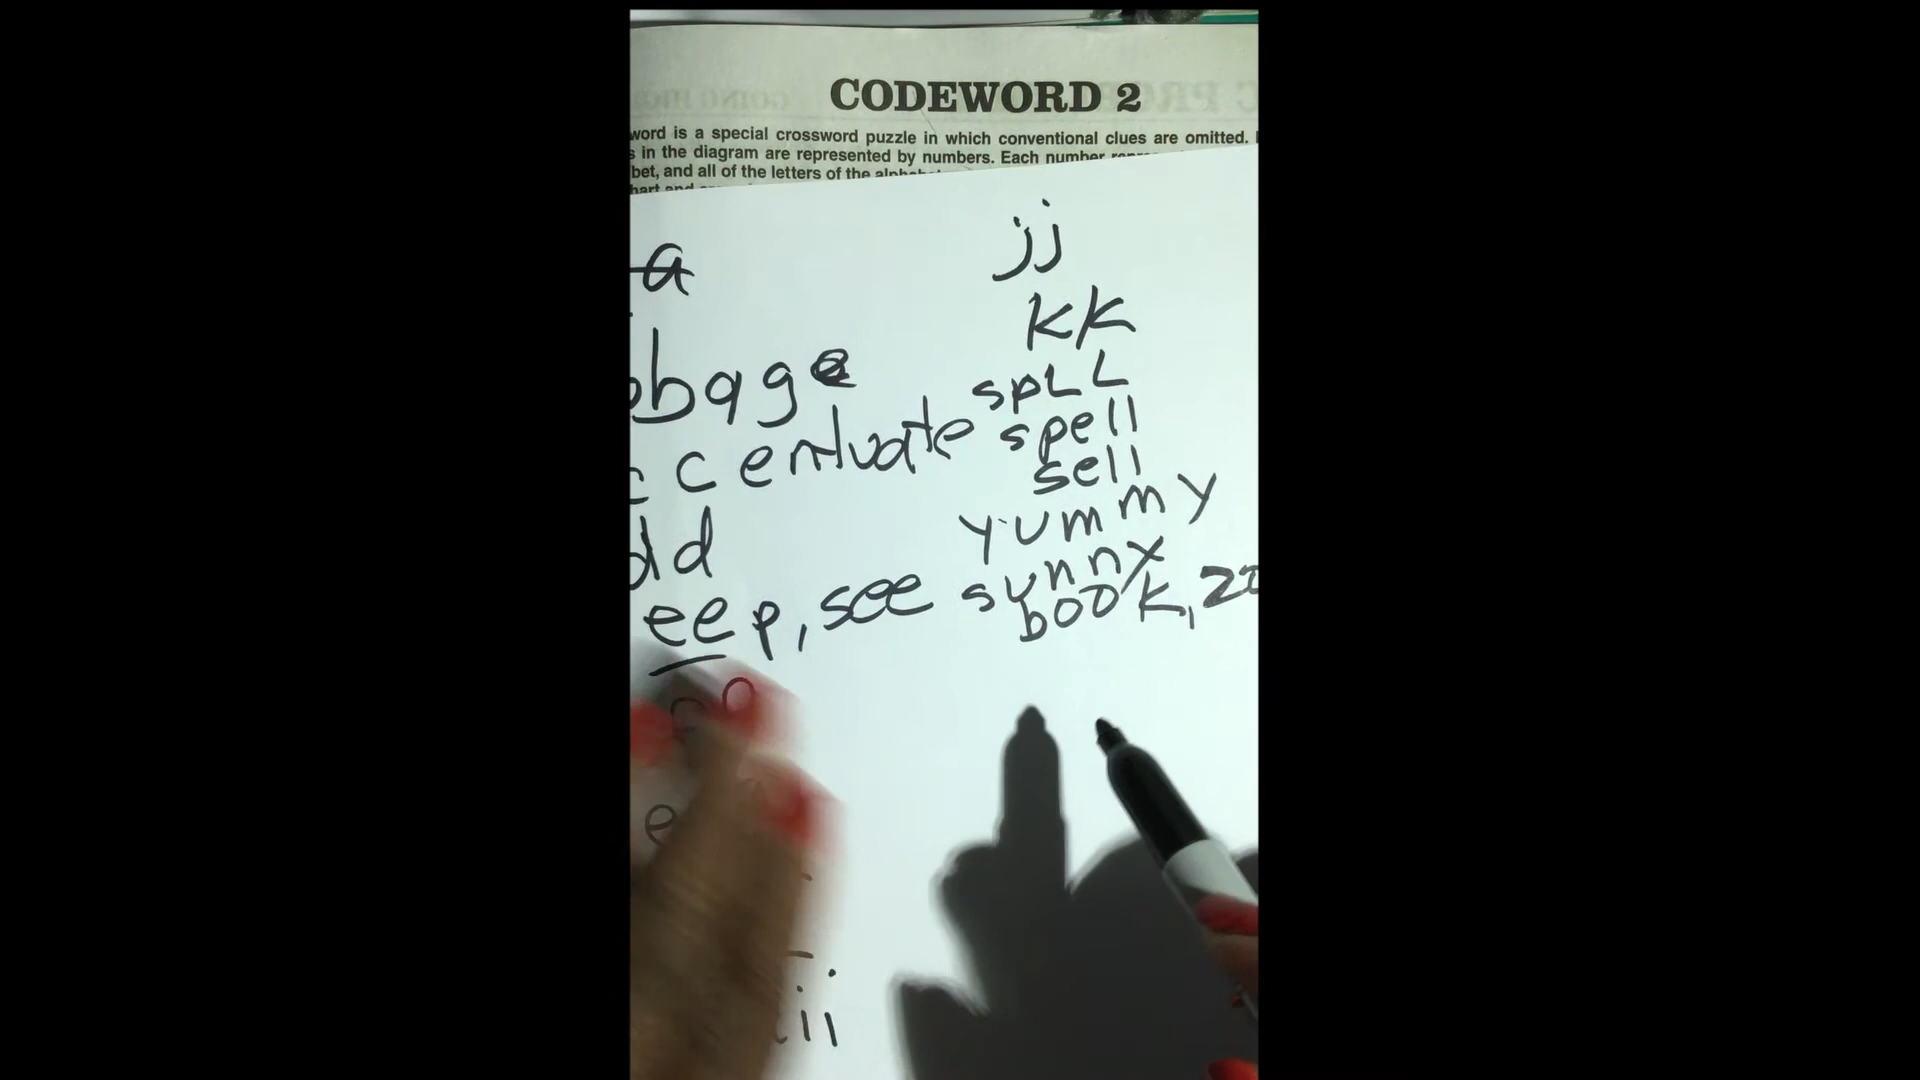 CODEWORD 2
word is a special crossword puzzle in which conventional clues are omitted.
s in the diagram are represented by numbers. Each number
bet, and all of the letters of the
a
bbage
ccentuate
dd
eep, see
e
ii
jj
kk
spLL
spell
sell
yummy
sunny
book,